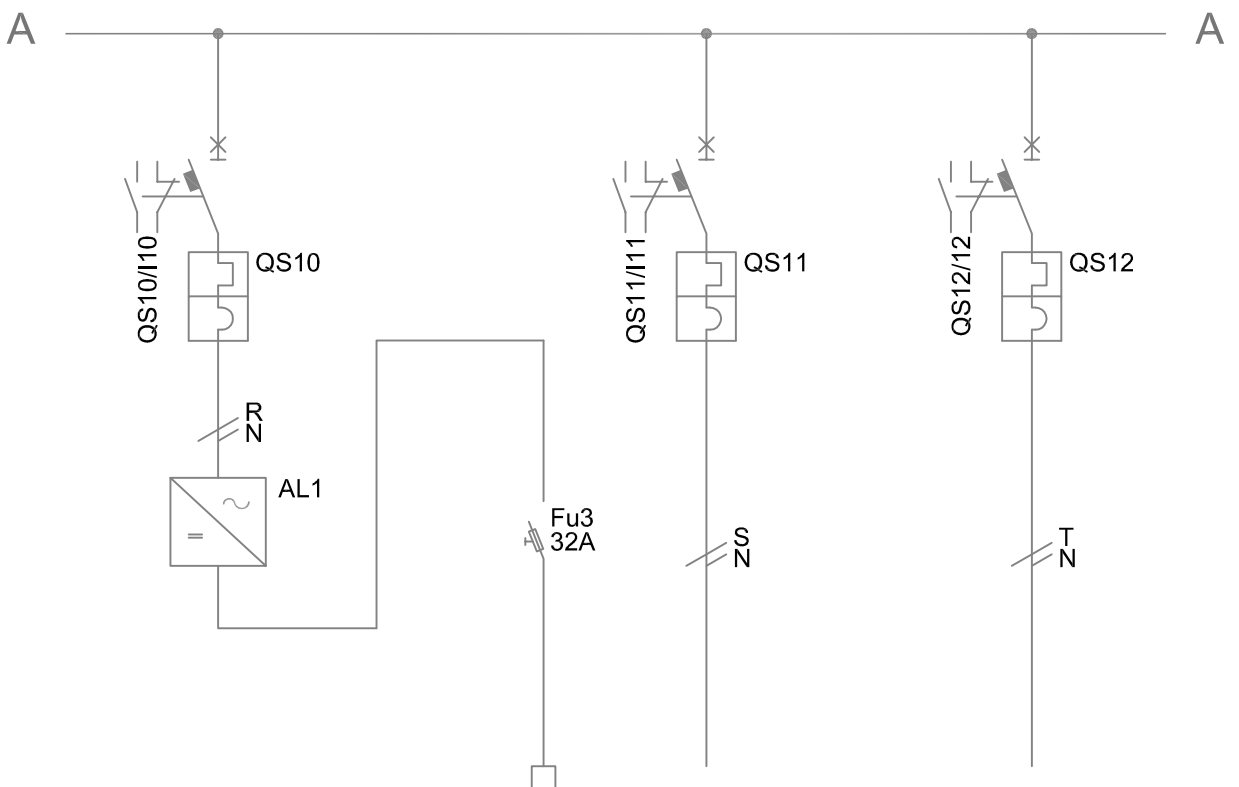 A
A
QS10/I10
QS10
QS11/I11
QS11
QS12/12
QS12
R
N
AL1
Fu3
32A
S
N
T
N